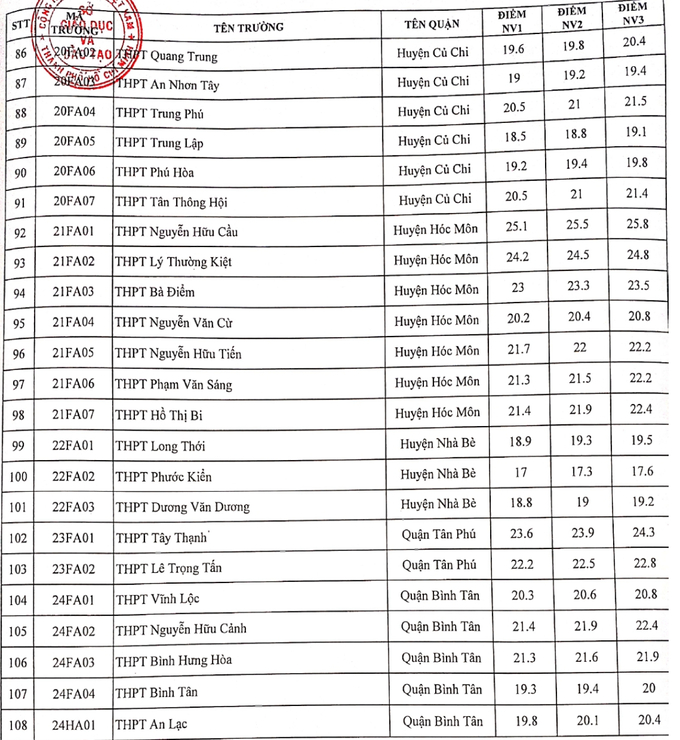 STT MÃ TRƯỜNG TÊN TRƯỜNG TÊN QUẬN ĐIỂM NV1 ĐIỂM NV2 ĐIỂM NV3
SỞ
GIÁO DỤC
VÀ
ĐÀO TẠO
THÀNH PHỐ HỒ CHÍ MINH
86 20FA02 THPT Quang Trung Huyện Củ Chi 19.6 19.8 20.4
87 20FA03 THPT An Nhơn Tây Huyện Củ Chi 19 19.2 19.4
88 20FA04 THPT Trung Phú Huyện Củ Chi 20.5 21 21.5
89 20FA05 THPT Trung Lập Huyện Củ Chi 18.5 18.8 19.1
90 20FA06 THPT Phú Hòa Huyện Củ Chi 19.2 19.4 19.8
91 20FA07 THPT Tân Thông Hội Huyện Củ Chi 20.5 21 21.4
92 21FA01 THPT Nguyễn Hữu Cầu Huyện Hóc Môn 25.1 25.5 25.8
93 21FA02 THPT Lý Thường Kiệt Huyện Hóc Môn 24.2 24.5 24.8
94 21FA03 THPT Bà Điểm Huyện Hóc Môn 23 23.3 23.5
95 21FA04 THPT Nguyễn Văn Cừ Huyện Hóc Môn 20.2 20.4 20.8
96 21FA05 THPT Nguyễn Hữu Tiến Huyện Hóc Môn 21.7 22 22.2
97 21FA06 THPT Phạm Văn Sáng Huyện Hóc Môn 21.3 21.5 22.2
98 21FA07 THPT Hồ Thị Bi Huyện Hóc Môn 21.4 21.9 22.4
99 22FA01 THPT Long Thới Huyện Nhà Bè 18.9 19.3 19.5
100 22FA02 THPT Phước Kiển Huyện Nhà Bè 17 17.3 17.6
101 22FA03 THPT Dương Văn Dương Huyện Nhà Bè 18.8 19 19.2
102 23FA01 THPT Tây Thạnh Quận Tân Phú 23.6 23.9 24.3
103 23FA02 THPT Lê Trọng Tấn Quận Tân Phú 22.2 22.5 22.8
104 24FA01 THPT Vĩnh Lộc Quận Bình Tân 20.3 20.6 20.8
105 24FA02 THPT Nguyễn Hữu Cảnh Quận Bình Tân 21.4 21.9 22.4
106 24FA03 THPT Bình Hưng Hòa Quận Bình Tân 21.3 21.6 21.9
107 24FA04 THPT Bình Tân Quận Bình Tân 19.3 19.4 20
108 24HA01 THPT An Lạc Quận Bình Tân 19.8 20.1 20.4